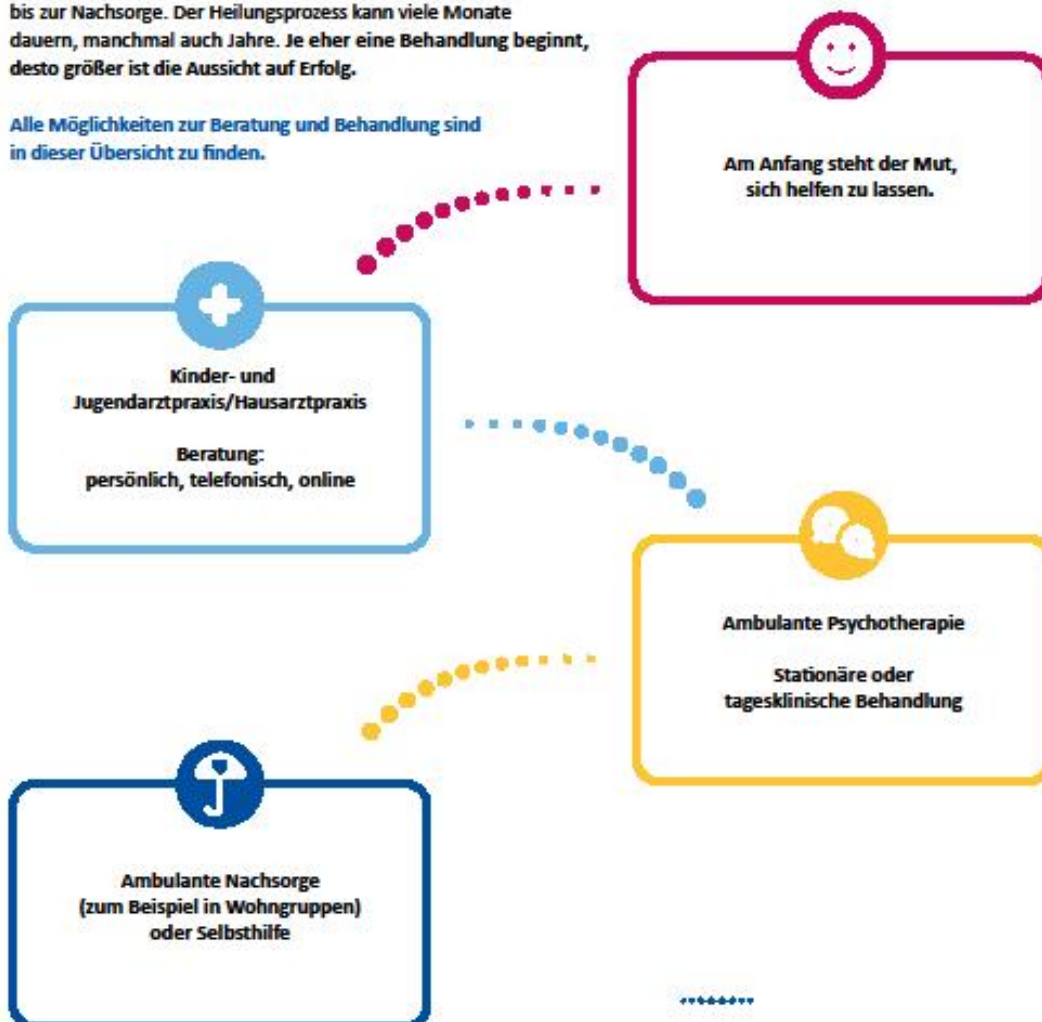 bis zur Nachsorge. Der Heilungsprozess kann viele Monate
dauern, manchmal auch Jahre. Je eher eine Behandlung beginnt,
desto größer ist die Aussicht auf Erfolg.
Alle Möglichkeiten zur Beratung und Behandlung sind
in dieser Übersicht zu finden.
Am Anfang steht der Mut,
sich helfen zu lassen.
Kinder- und
Jugendarztpraxis/Hausarztpraxis
Beratung:
persönlich, telefonisch, online
Ambulante Psychotherapie
Stationäre oder
tagesklinische Behandlung
Ambulante Nachsorge
(zum Beispiel in Wohngruppen)
oder Selbsthilfe